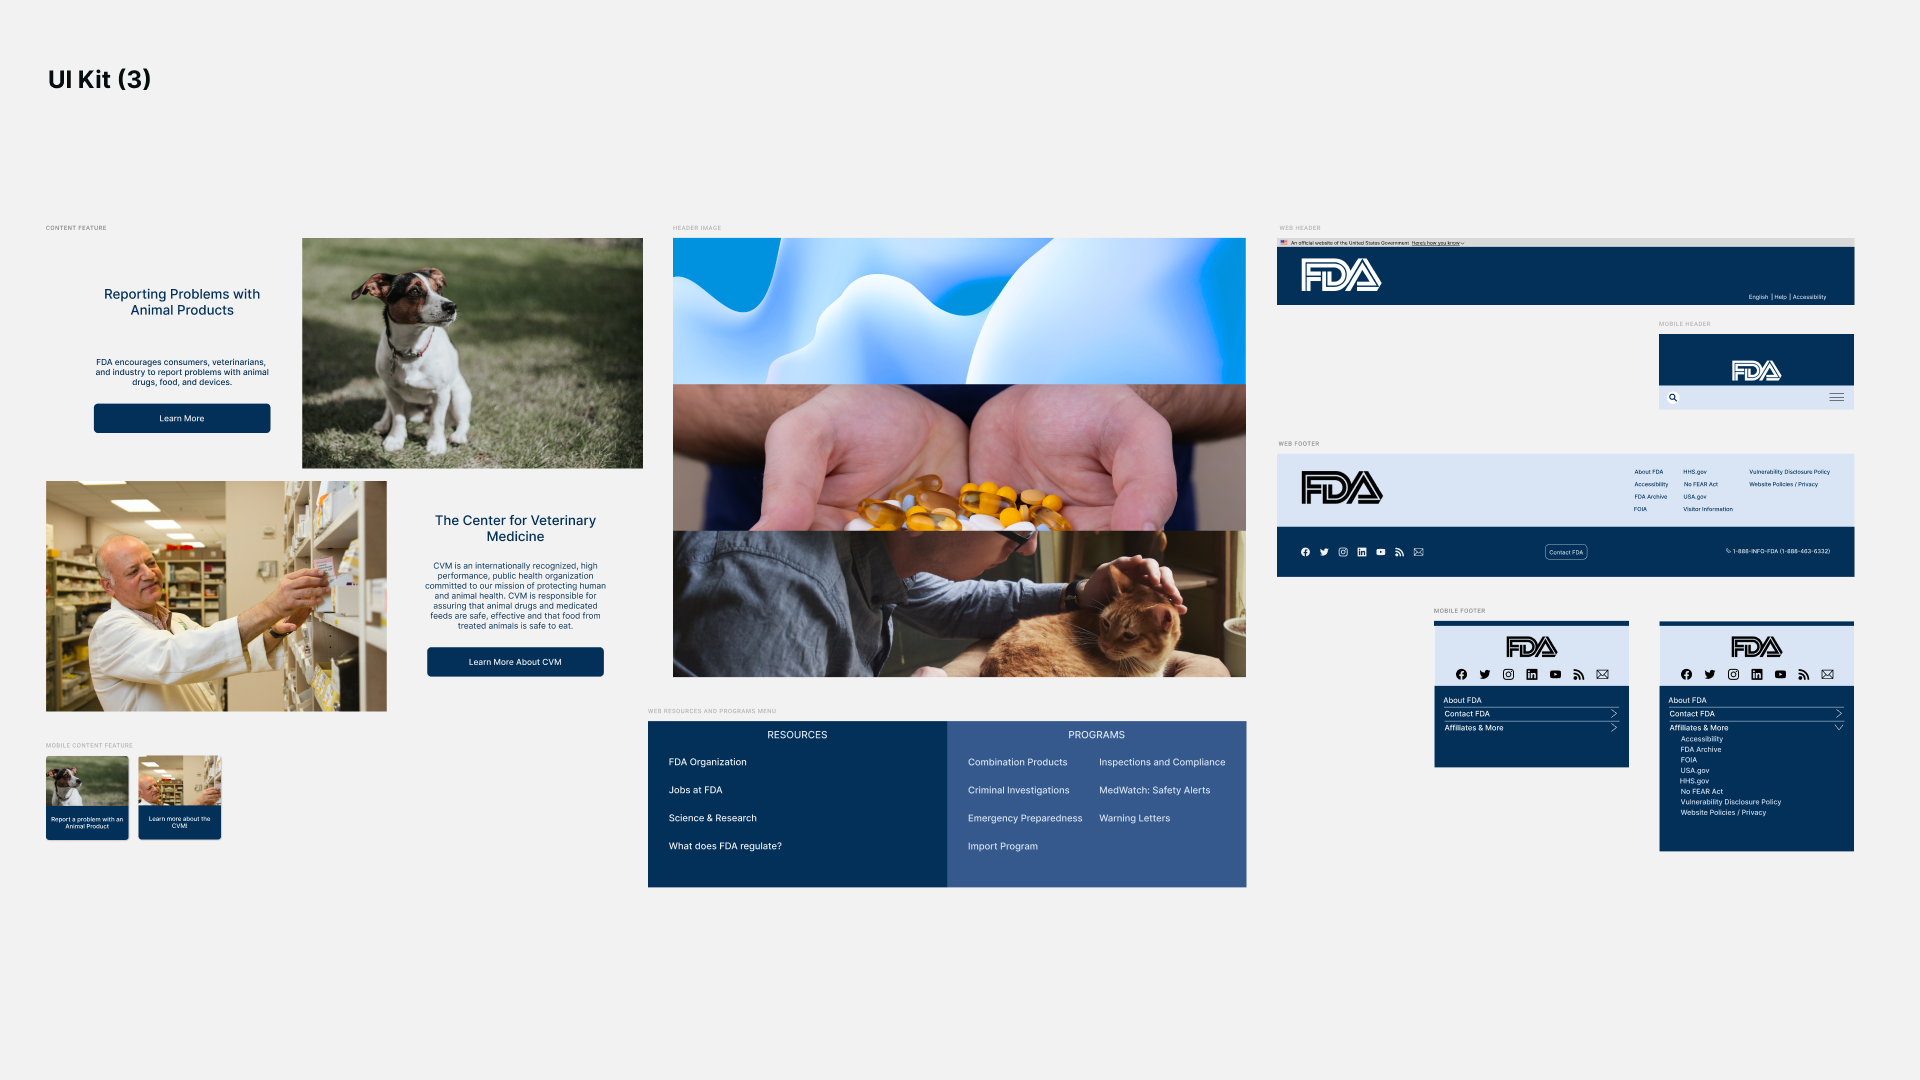 UI Kit (3)
CONTENT FEATURE
Reporting Problems with
Animal Products
FDA encourages consumers, veterinarians,
and industry to report problems with animal
drugs, food, and devices.
Learn More
The Center for Veterinary
Medicine
CVM is an internationally recognized, high
performance, public health organization
committed to our mission of protecting human
and animal health. CVM is responsible for
assuring that animal drugs and medicated
feeds are safe, effective and that food from
treated animals is safe to eat.
Learn More About CVM
MOBILE CONTENT FEATURE
Report a problem with an
Animal Product
Learn more about the
CVM!
HEADER IMAGE
WEB RESOURCES AND PROGRAMS MENU
RESOURCES
FDA Organization
Jobs at FDA
Science & Research
What does FDA regulate?
PROGRAMS
Combination Products
Criminal Investigations
Emergency Preparedness
Import Program
Inspections and Compliance
MedWatch: Safety Alerts
Warning Letters
WEB HEADER
An official website of the United States Government Here's how you know
FDA
English | Help | Accessibility
MOBILE HEADER
FDA
WEB FOOTER
FDA
About FDA
Accessibility
FDA Archive
FOIA
HHS.gov
No FEAR Act
USA.gov
Visitor Information
Vulnerability Disclosure Policy
Website Policies / Privacy
Contact FDA
1-888-INFO-FDA (1-888-463-6332)
MOBILE FOOTER
FDA
About FDA
Contact FDA
Affiliates & More
FDA
About FDA
Contact FDA
Affiliates & More
Accessibility
FDA Archive
FOIA
USA.gov
HHS.gov
No FEAR Act
Vulnerability Disclosure Policy
Website Policies / Privacy